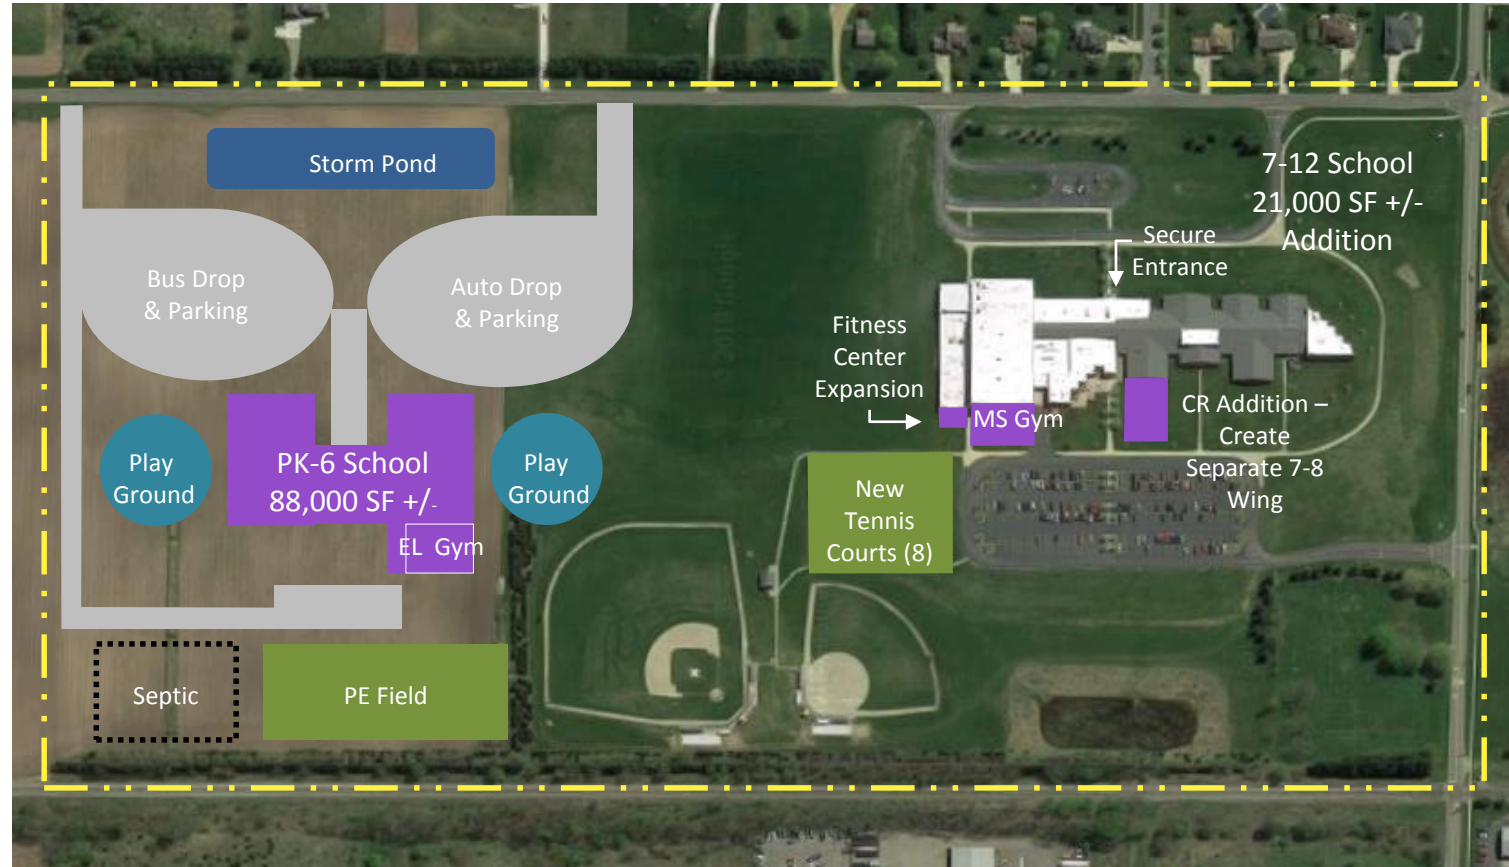 Storm Pond
7-12 School
21,000 SF +/-
Addition
Secure
Entrance
Bus Drop
& Parking
Auto Drop
& Parking
Fitness
Center
Expansion
MS Gym
CR Addition –
Create
Separate 7-8
Wing
Play
Ground
PK-6 School
88,000 SF +/-
Play
Ground
EL Gym
New
Tennis
Courts (8)
Septic
PE Field